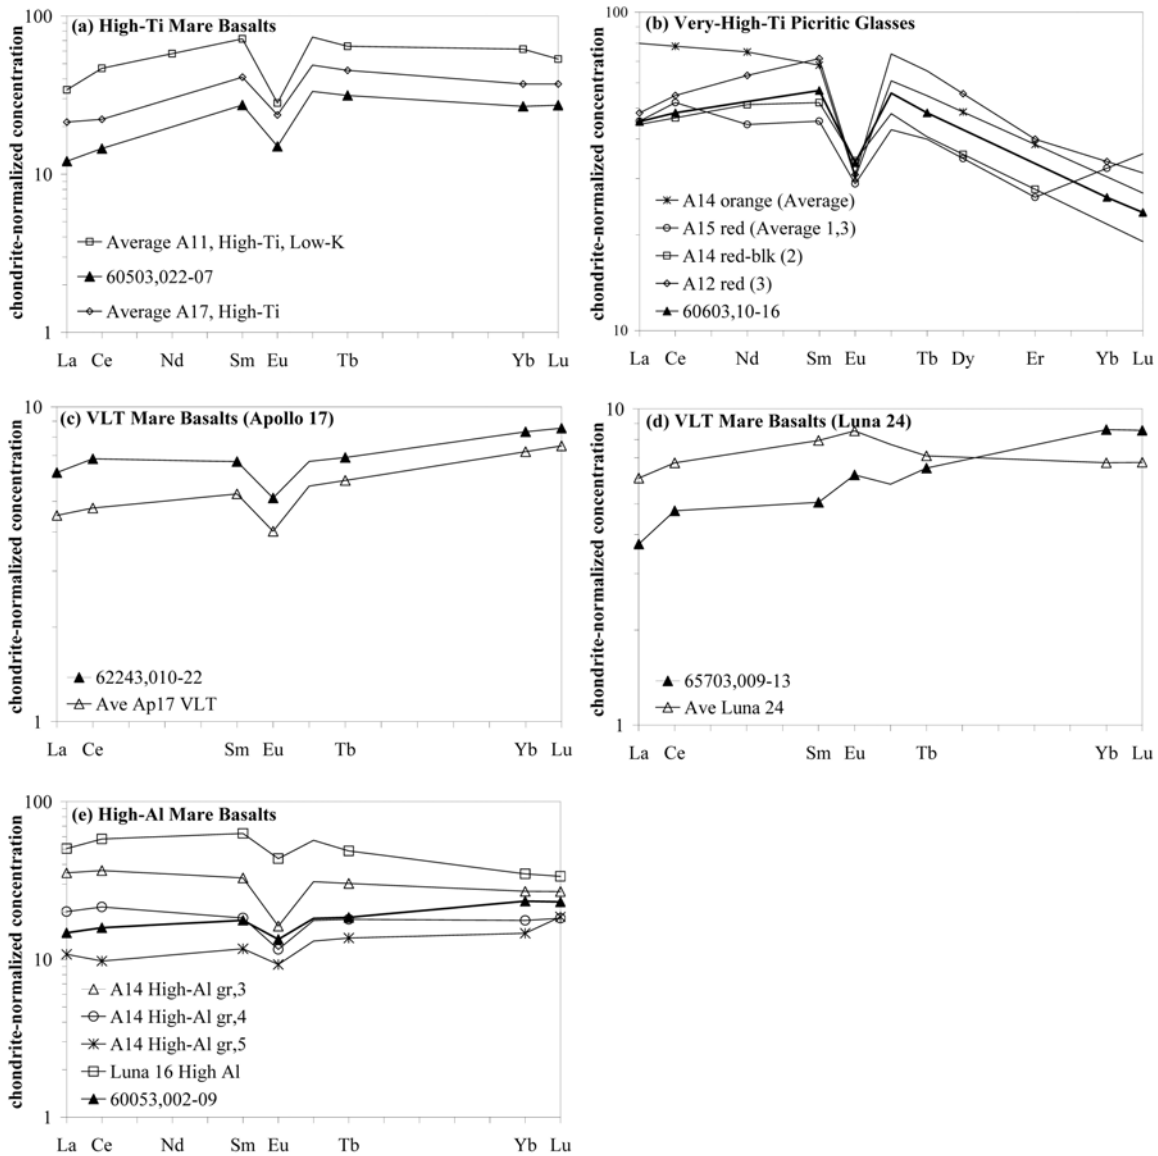 (a) High-Ti Mare Basalts
chondrite-normalized concentration
100
10
1
Average A11, High-Ti, Low-K
60503,022-07
Average A17, High-Ti
La Ce Nd Sm Eu Tb Yb Lu
(b) Very-High-Ti Picritic Glasses
chondrite-normalized concentration
100
10
A14 orange (Average)
A15 red (Average 1,3)
A14 red-blk (2)
A12 red (3)
60603,10-16
La Ce Nd Sm Eu Tb Dy Er Yb Lu
(c) VLT Mare Basalts (Apollo 17)
chondrite-normalized concentration
10
1
62243,010-22
Ave Ap17 VLT
La Ce Sm Eu Tb Yb Lu
(d) VLT Mare Basalts (Luna 24)
chondrite-normalized concentration
10
1
65703,009-13
Ave Luna 24
La Ce Sm Eu Tb Yb Lu
(e) High-Al Mare Basalts
chondrite-normalized concentration
100
10
1
A14 High-Al gr,3
A14 High-Al gr,4
A14 High-Al gr,5
Luna 16 High Al
60053,002-09
La Ce Nd Sm Eu Tb Yb Lu